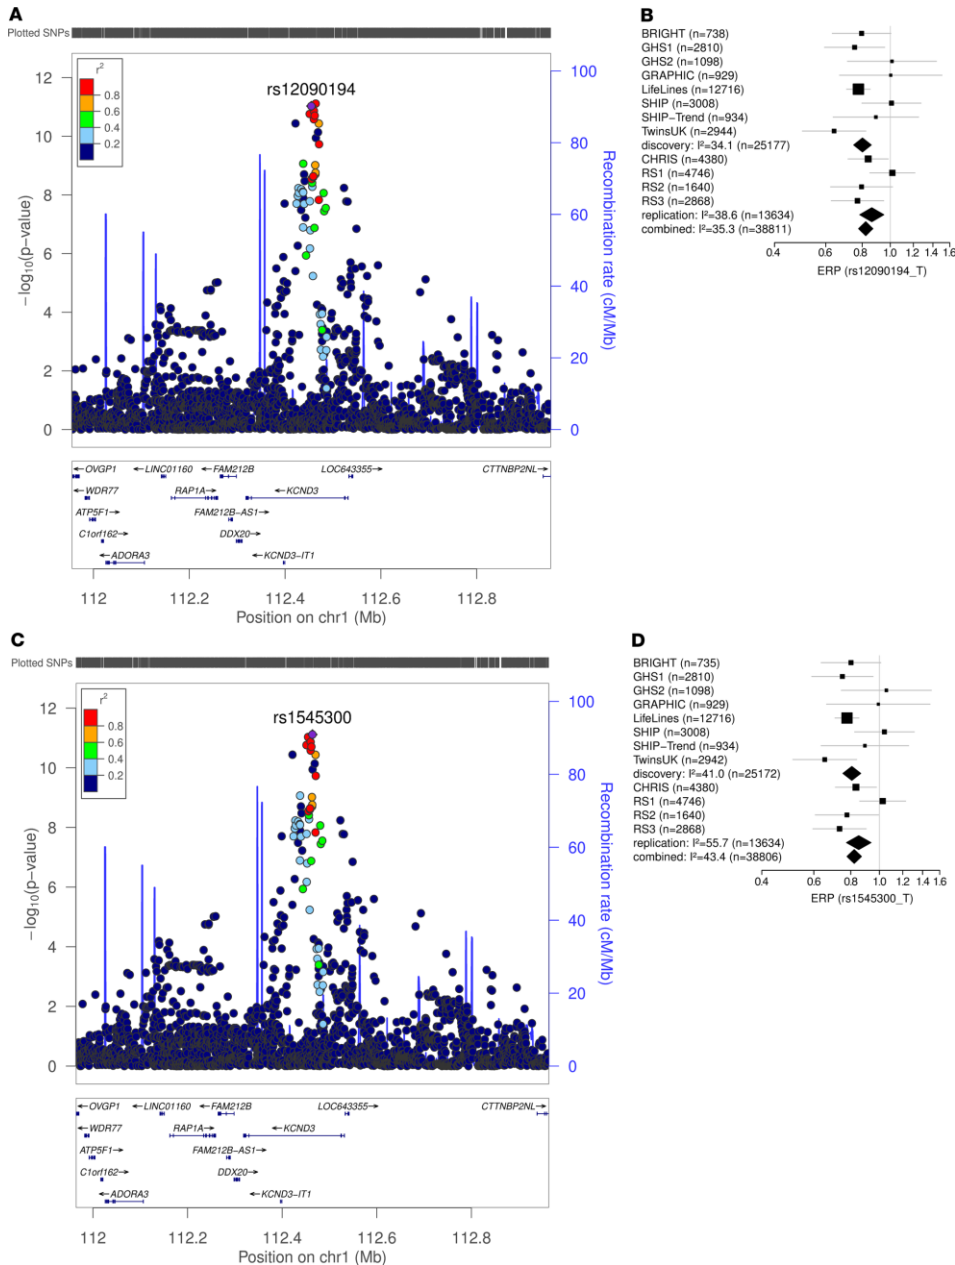 A
Plotted SNPs
r²
0.8
0.6
0.4
0.2
rs12090194
12
10
8
6
4
2
0
−log₁₀(p−value)
100
80
60
40
20
0
Recombination rate (cM/Mb)
←OVGP1 ←LINC01160 ←FAM212B LOC643355→ CTTNBP2NL→
←WDR77 RAP1A→ ←KCND3
ATP5F1→ FAM212B−AS1→
C1orf162→ DDX20→
←ADORA3 ←KCND3−IT1
112 112.2 112.4 112.6 112.8
Position on chr1 (Mb)
B
BRIGHT (n=738)
GHS1 (n=2810)
GHS2 (n=1098)
GRAPHIC (n=929)
LifeLines (n=12716)
SHIP (n=3008)
SHIP−Trend (n=934)
TwinsUK (n=2944)
discovery: I²=34.1 (n=25177)
CHRIS (n=4380)
RS1 (n=4746)
RS2 (n=1640)
RS3 (n=2868)
replication: I²=38.6 (n=13634)
combined: I²=35.3 (n=38811)
0.4 0.6 0.8 1.0 1.2 1.4 1.6
ERP (rs12090194_T)
C
Plotted SNPs
r²
0.8
0.6
0.4
0.2
rs1545300
12
10
8
6
4
2
0
−log₁₀(p−value)
100
80
60
40
20
0
Recombination rate (cM/Mb)
←OVGP1 ←LINC01160 ←FAM212B LOC643355→ CTTNBP2NL→
←WDR77 RAP1A→ ←KCND3
ATP5F1→ FAM212B−AS1→
C1orf162→ DDX20→
←ADORA3 ←KCND3−IT1
112 112.2 112.4 112.6 112.8
Position on chr1 (Mb)
D
BRIGHT (n=735)
GHS1 (n=2810)
GHS2 (n=1098)
GRAPHIC (n=929)
LifeLines (n=12716)
SHIP (n=3008)
SHIP−Trend (n=934)
TwinsUK (n=2942)
discovery: I²=41.0 (n=25172)
CHRIS (n=4380)
RS1 (n=4746)
RS2 (n=1640)
RS3 (n=2868)
replication: I²=55.7 (n=13634)
combined: I²=43.4 (n=38806)
0.4 0.6 0.8 1.0 1.2 1.4 1.6
ERP (rs1545300_T)